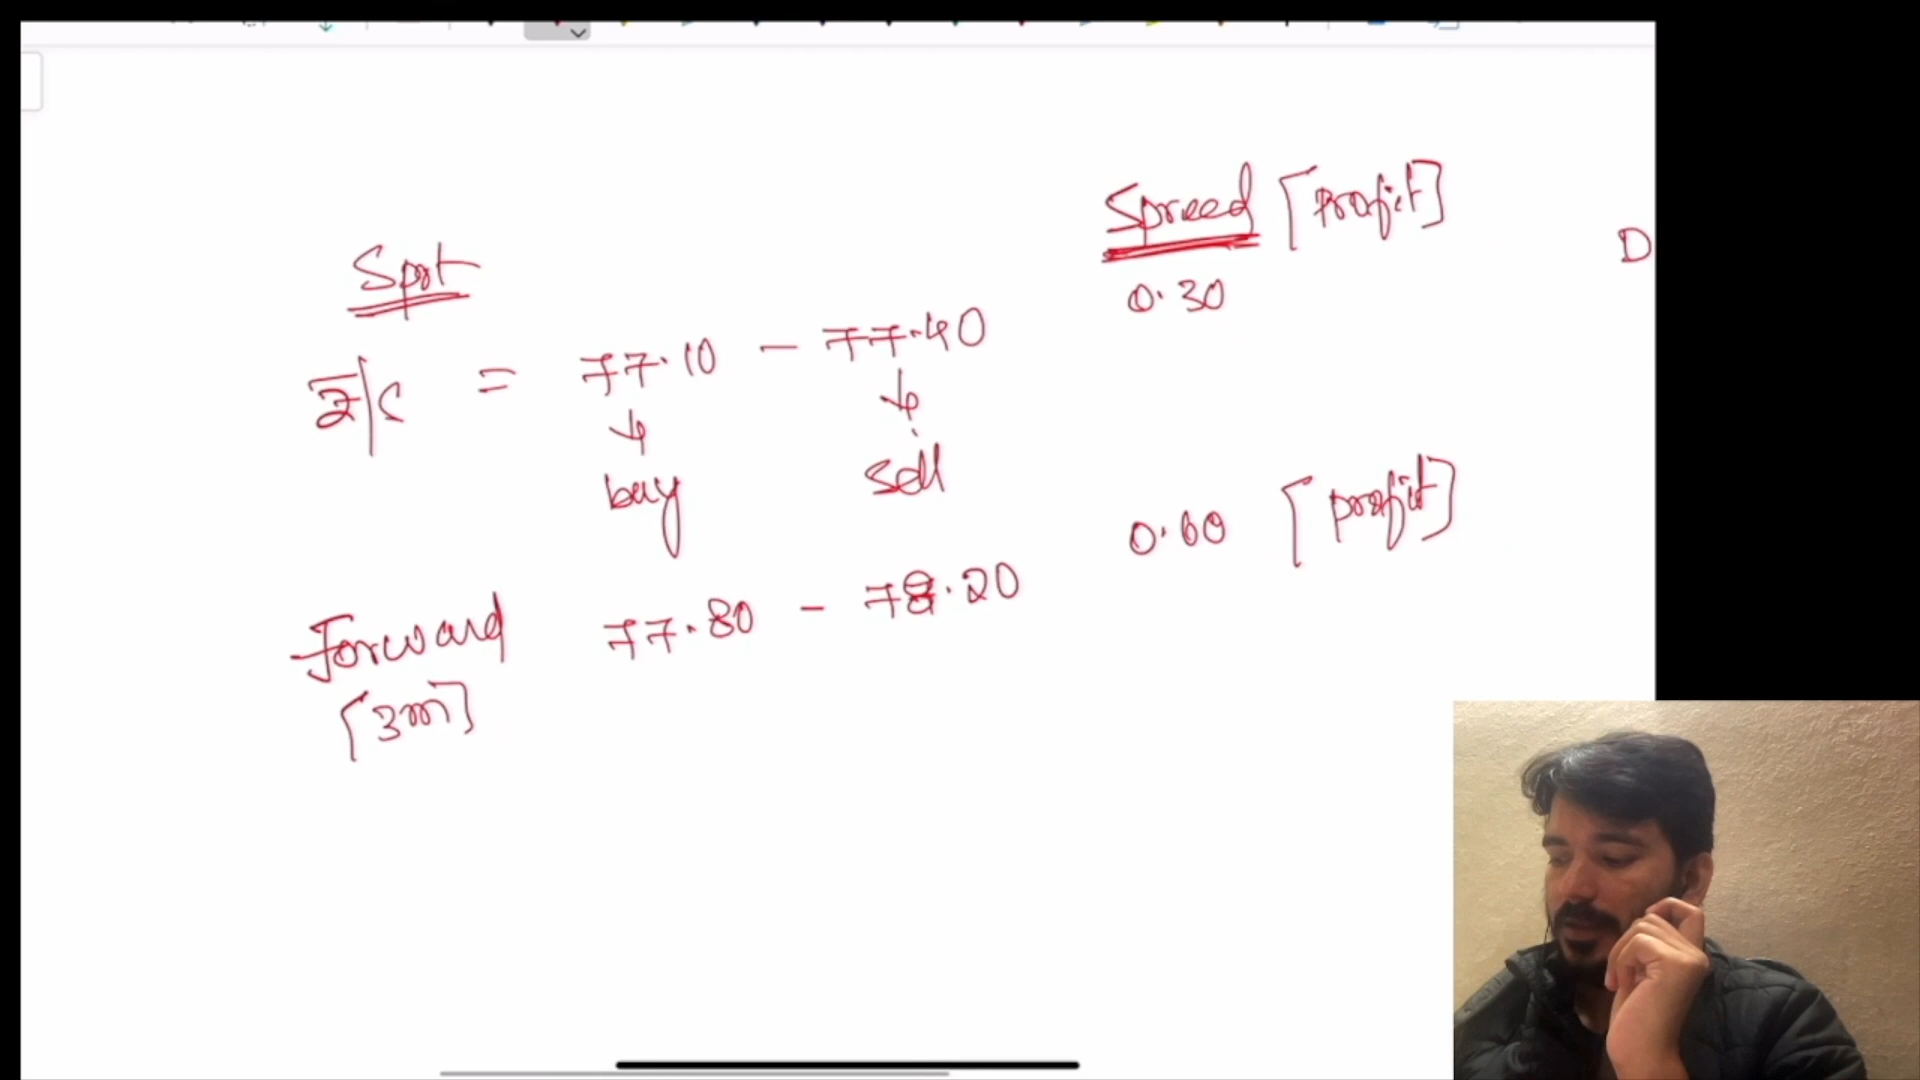 Spread [Profit]
D
Spot
0.30
₹/$ = 77.10 - 77.40
buy sell
0.60 [profit]
Forward 77.80 - 78.20
[3m]